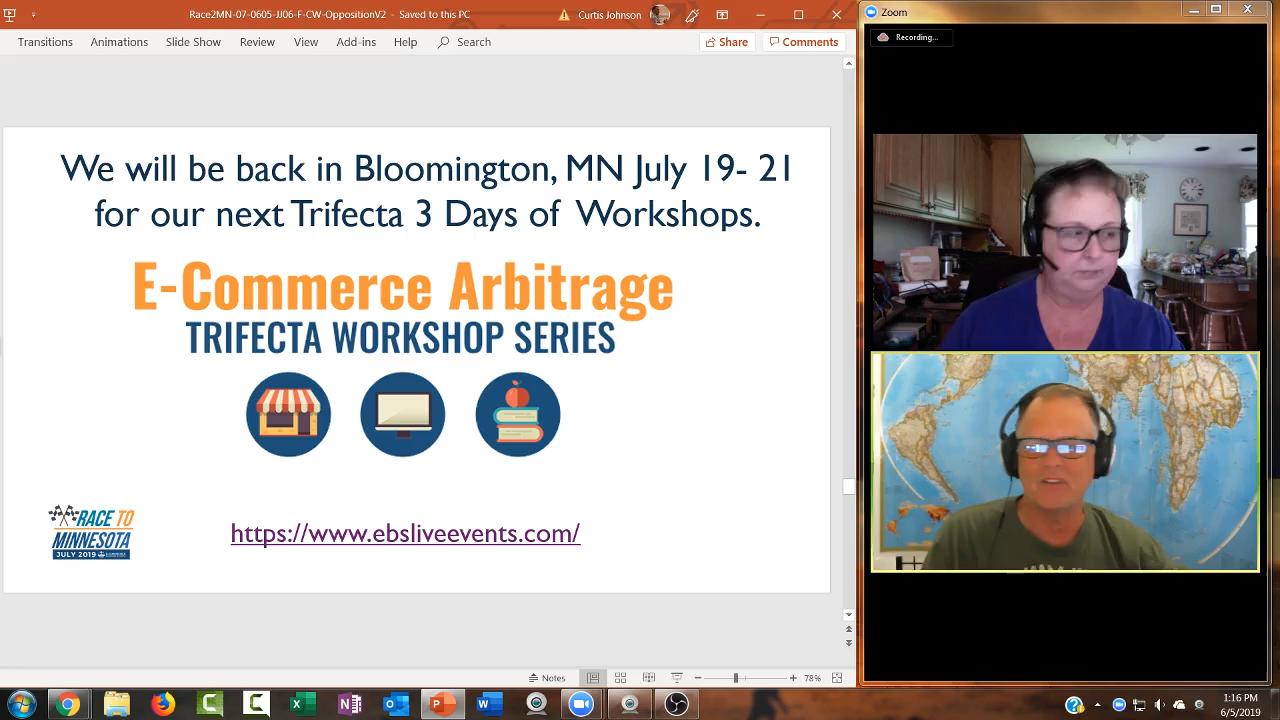 Race2MN-07-0605-JJ06-F-CW-OppositionV2 - Saved to this PC
Curtis Johnson
Transitions
Animations
Slide Show
Review
View
Add-ins
Help
Search
Share
Comments
We will be back in Bloomington, MN July 19- 21
for our next Trifecta 3 Days of Workshops.
E-Commerce Arbitrage
TRIFECTA WORKSHOP SERIES
RACE TO
MINNESOTA
JULY 2019
https://www.ebsliveevents.com/
Notes
78%
Zoom
Recording...
1:16 PM
6/5/2019